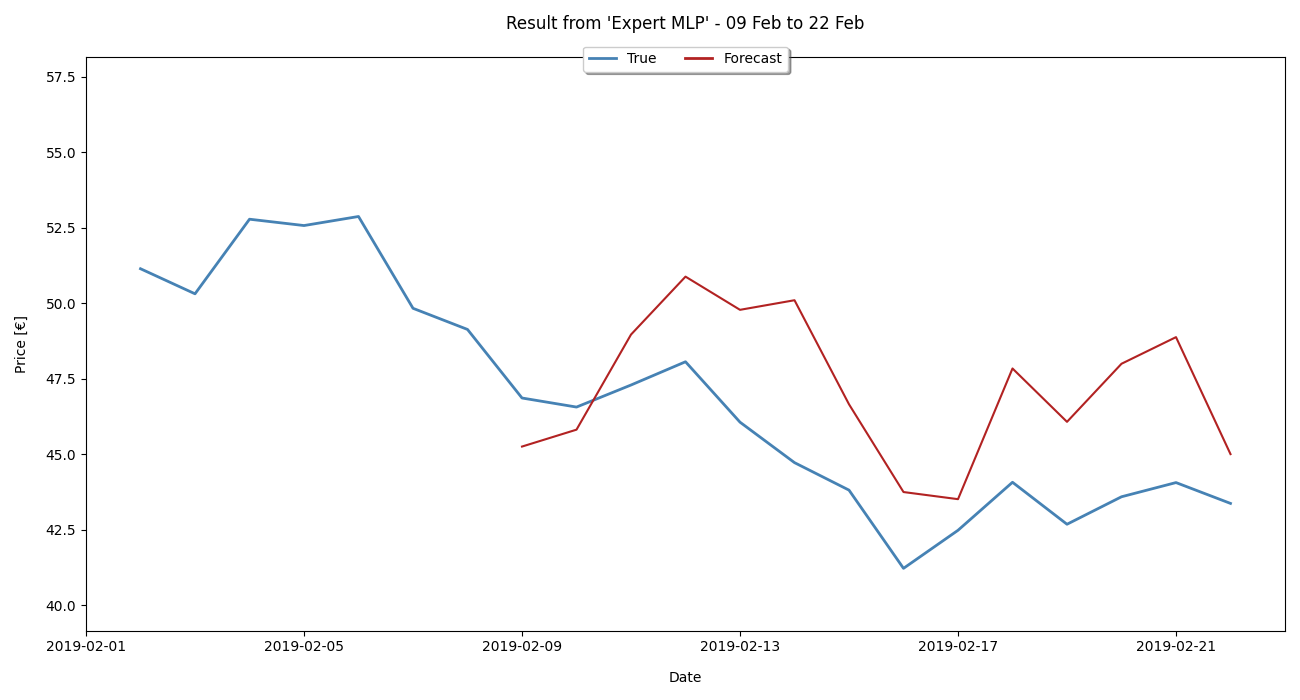 Result from 'Expert MLP' - 09 Feb to 22 Feb
True Forecast
57.5
55.0
52.5
50.0
47.5
45.0
42.5
40.0
Price [€]
2019-02-01 2019-02-05 2019-02-09 2019-02-13 2019-02-17 2019-02-21
Date